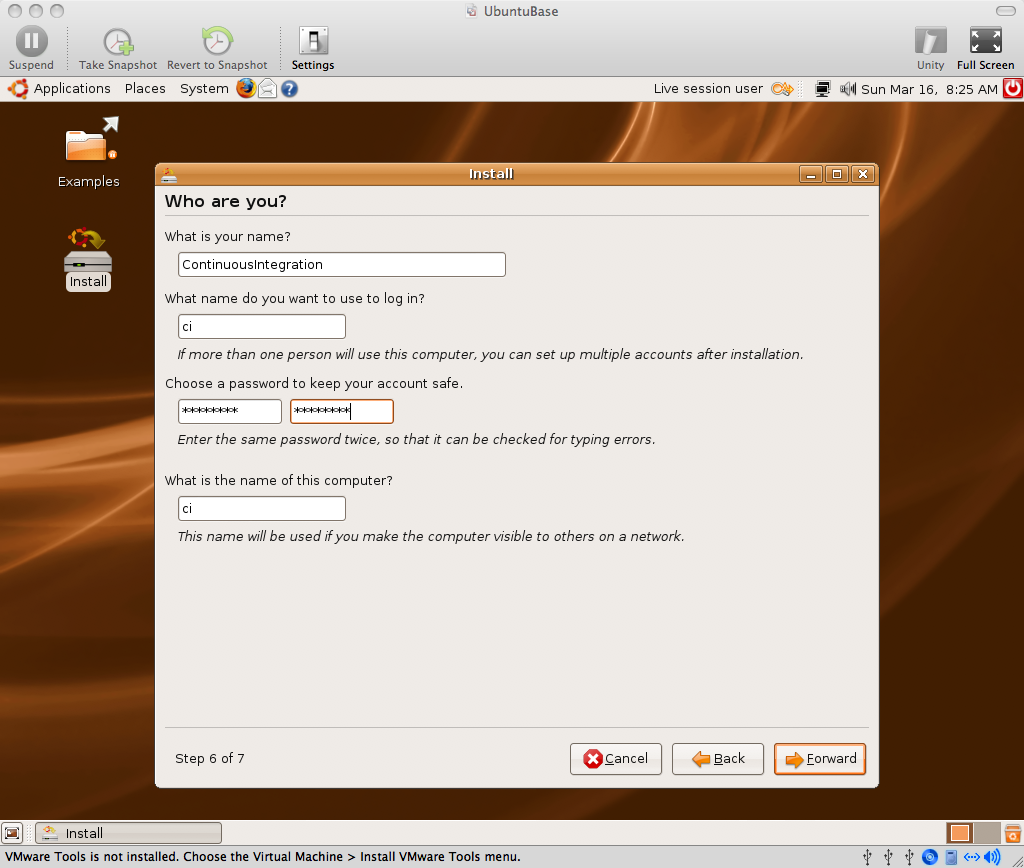 UbuntuBase
Suspend Take Snapshot Revert to Snapshot Settings Unity Full Screen
Applications Places System Live session user Sun Mar 16, 8:25 AM
Examples
Install
Install
Who are you?
What is your name?
ContinuousIntegration
What name do you want to use to log in?
ci
If more than one person will use this computer, you can set up multiple accounts after installation.
Choose a password to keep your account safe.
******** ********
Enter the same password twice, so that it can be checked for typing errors.
What is the name of this computer?
ci
This name will be used if you make the computer visible to others on a network.
Step 6 of 7 Cancel Back Forward
Install
VMware Tools is not installed. Choose the Virtual Machine > Install VMware Tools menu.